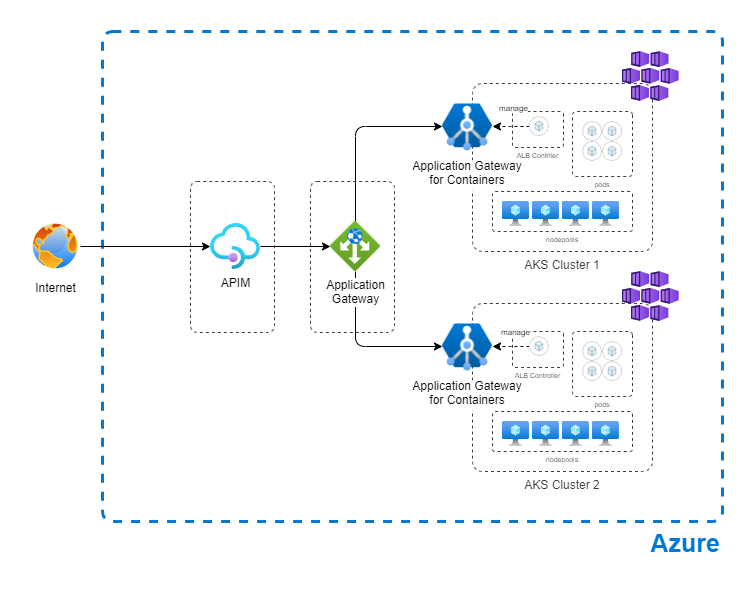 manage
ALB Contrller
Application Gateway
for Containers
pods
nodepools
AKS Cluster 1
Internet
APIM
Application
Gateway
manage
ALB Controller
Application Gateway
for Containers
pods
nodepools
AKS Cluster 2
Azure